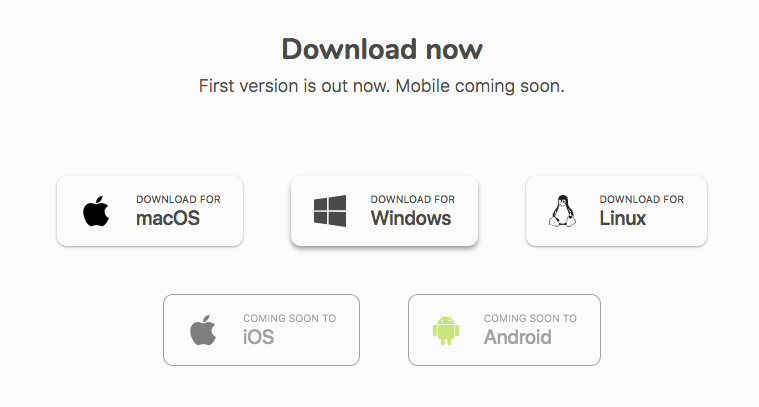 Download now
First version is out now. Mobile coming soon.
DOWNLOAD FOR
macOS
DOWNLOAD FOR
Windows
DOWNLOAD FOR
Linux
COMING SOON TO
iOS
COMING SOON TO
Android